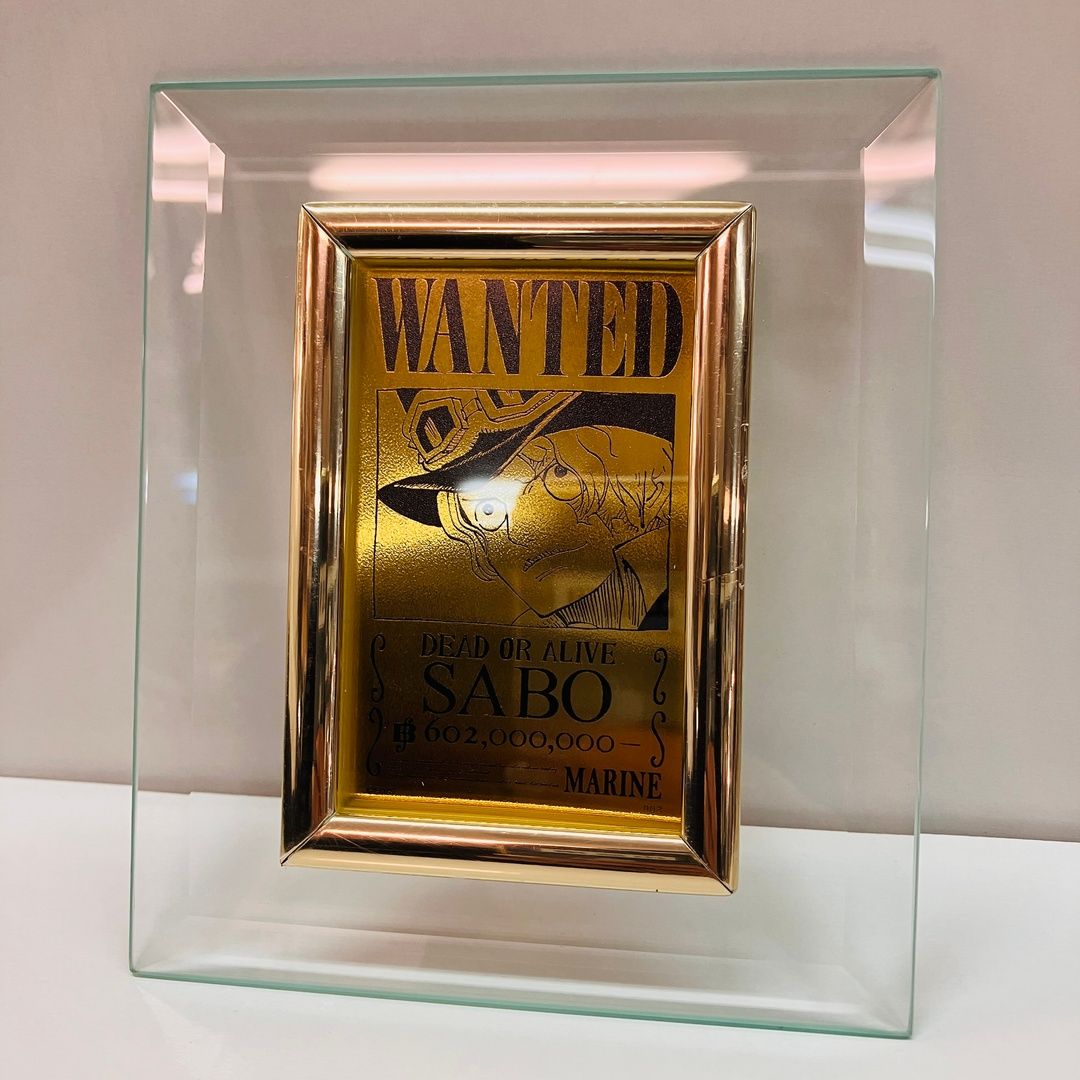 WANTED
DEAD OR ALIVE
SABO
602,000,000—
MARINE